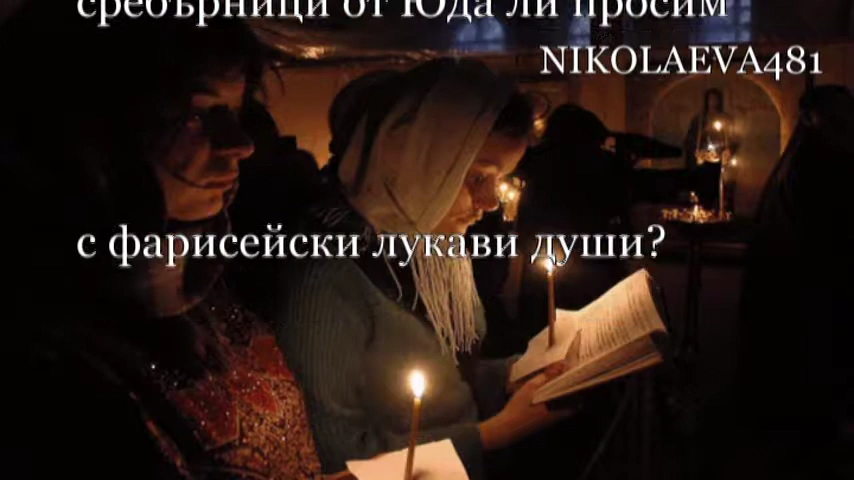 сребърници от Юда ли просим
NIKOLAEVA481
с фарисейски лукави души?